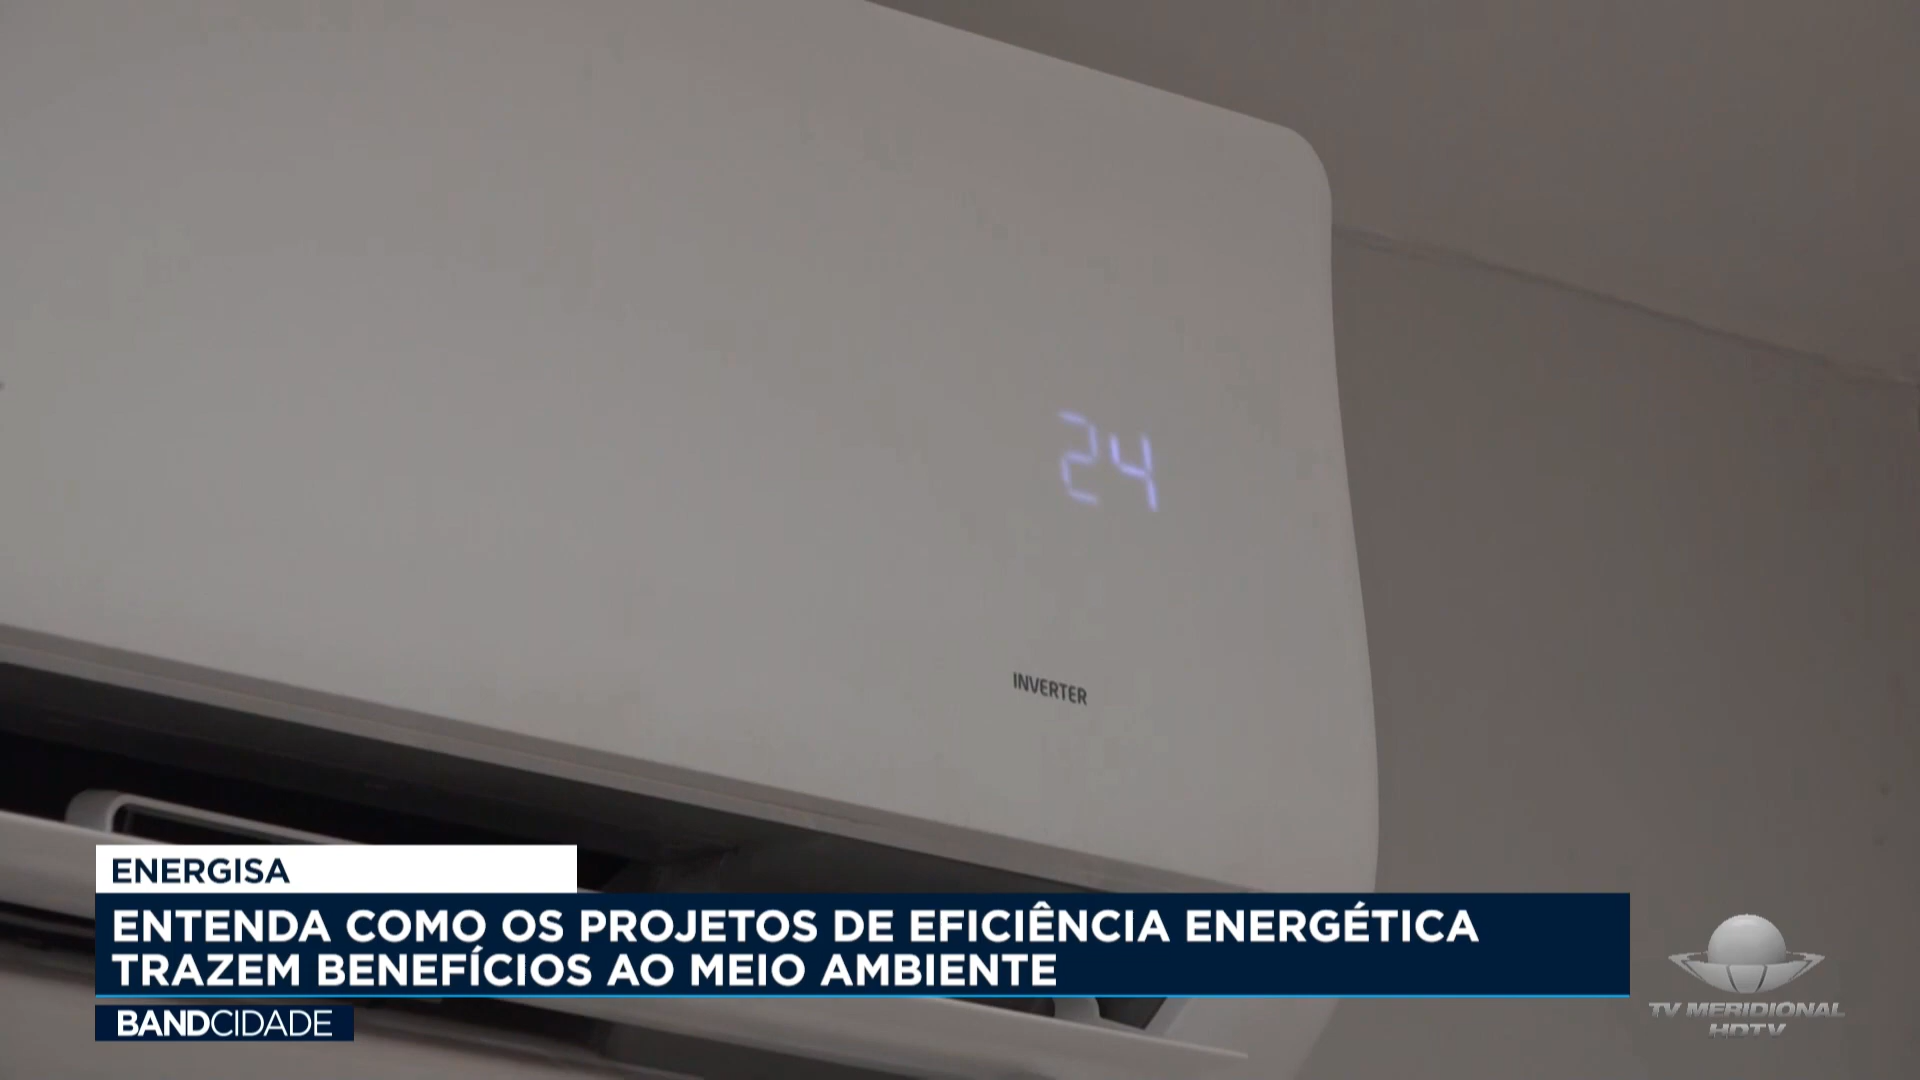 24
INVERTER
ENERGISA
ENTENDA COMO OS PROJETOS DE EFICIÊNCIA ENERGÉTICA
TRAZEM BENEFÍCIOS AO MEIO AMBIENTE
BANDCIDADE
TV MERIDIONAL
HDTV